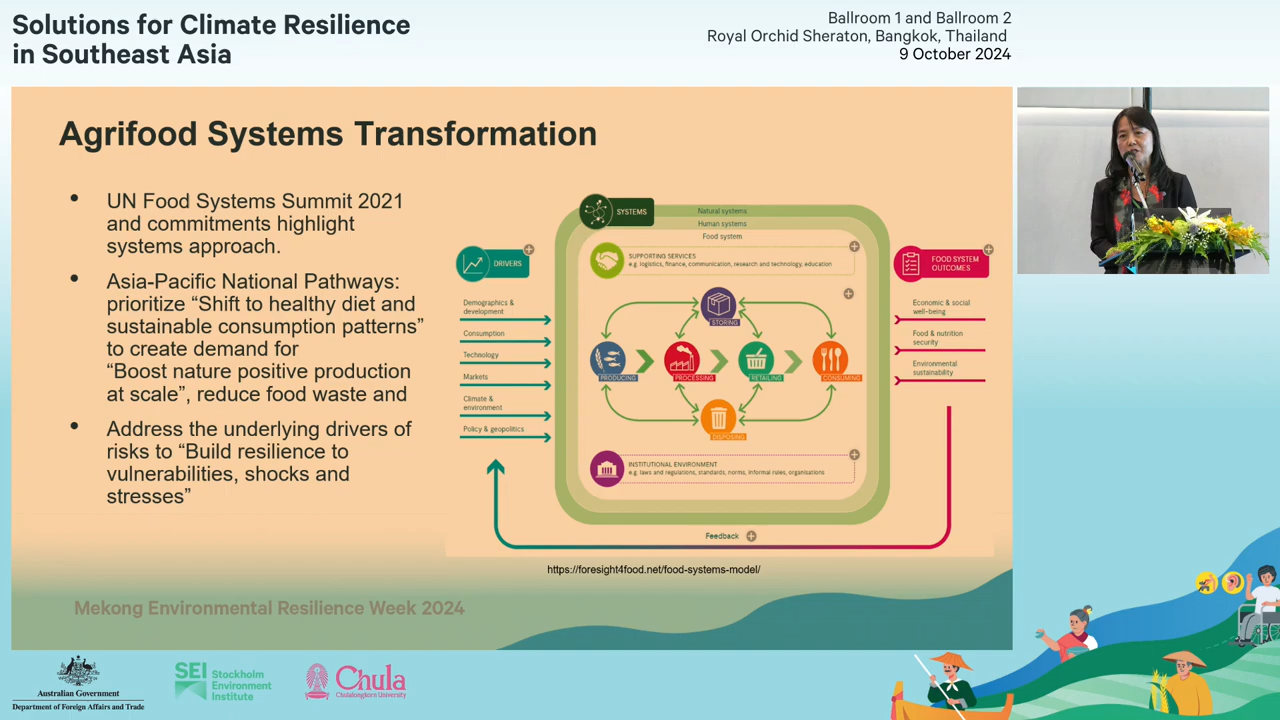 Solutions for Climate Resilience
in Southeast Asia
Ballroom 1 and Ballroom 2
Royal Orchid Sheraton, Bangkok, Thailand
9 October 2024
Agrifood Systems Transformation
• UN Food Systems Summit 2021
and commitments highlight
systems approach.
• Asia-Pacific National Pathways:
prioritize “Shift to healthy diet and
sustainable consumption patterns”
to create demand for
“Boost nature positive production
at scale”, reduce food waste and
• Address the underlying drivers of
risks to “Build resilience to
vulnerabilities, shocks and
stresses”
SYSTEMS
Natural systems
Human systems
Food system
DRIVERS
Demographics &
development
Consumption
Technology
Markets
Climate &
environment
Policy & geopolitics
SUPPORTING SERVICES
e.g. logistics, finance, communication, research and technology, education
STORING
PRODUCING
PROCESSING
RETAILING
CONSUMING
DISPOSING
INSTITUTIONAL ENVIRONMENT
e.g. laws and regulations, standards, norms, informal rules, organisations
FOOD SYSTEM
OUTCOMES
Economic & social
well-being
Food & nutrition
security
Environmental
sustainability
Feedback
https://foresight4food.net/food-systems-model/
Mekong Environmental Resilience Week 2024
Australian Government
Department of Foreign Affairs and Trade
SEI Stockholm
Environment
Institute
Chula
Chulalongkorn University